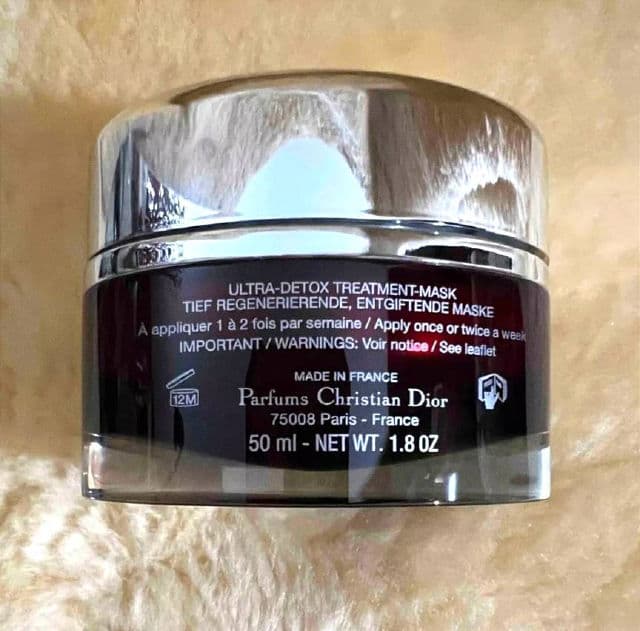 ULTRA-DETOX TREATMENT-MASK
TIEF REGENERIERENDE, ENTGIFTENDE MASKE
À appliquer 1 à 2 fois par semaine / Apply once or twice a week
IMPORTANT / WARNINGS: Voir notice / See leaflet
MADE IN FRANCE
12M
Parfums Christian Dior
75008 Paris - France
50 ml - NET WT. 1.8 OZ